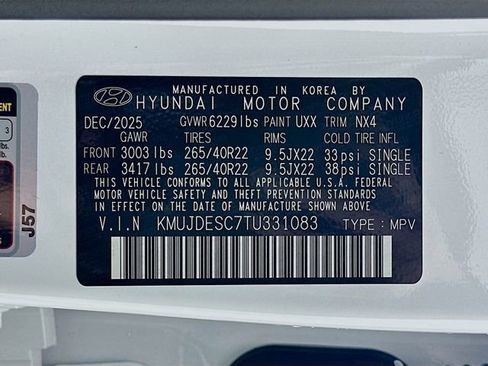 MANUFACTURED IN KOREA BY
HYUNDAI MOTOR COMPANY
DEC/2025 GVWR 6229lbs PAINT UXX TRIM NX4
GAWR TIRES RIMS COLD TIRE INFL
FRONT 3003 lbs 265/40R22 9.5JX22 33psi SINGLE
REAR 3417 lbs 265/40R22 9.5JX22 38psi SINGLE
THIS VEHICLE CONFORMS TO ALL APPLICABLE U.S.A. FEDERAL
MOTOR VEHICLE SAFETY AND THEFT PREVENTION STANDARDS
IN EFFECT ON THE DATE OF MANUFACTURE SHOWN ABOVE.
V.I.N KMUJDESC7TU331083 TYPE : MPV
3
J57